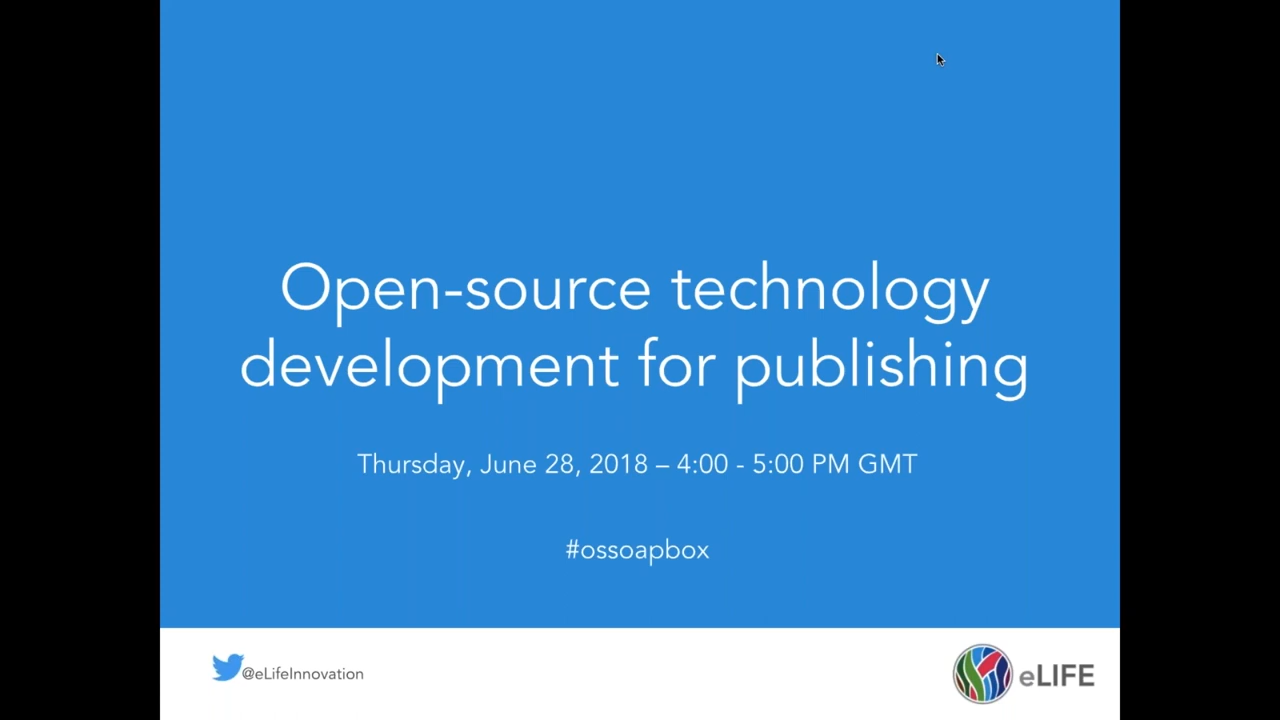 Open-source technology
development for publishing
Thursday, June 28, 2018 – 4:00 - 5:00 PM GMT
#ossoapbox
@eLifeInnovation
eLIFE